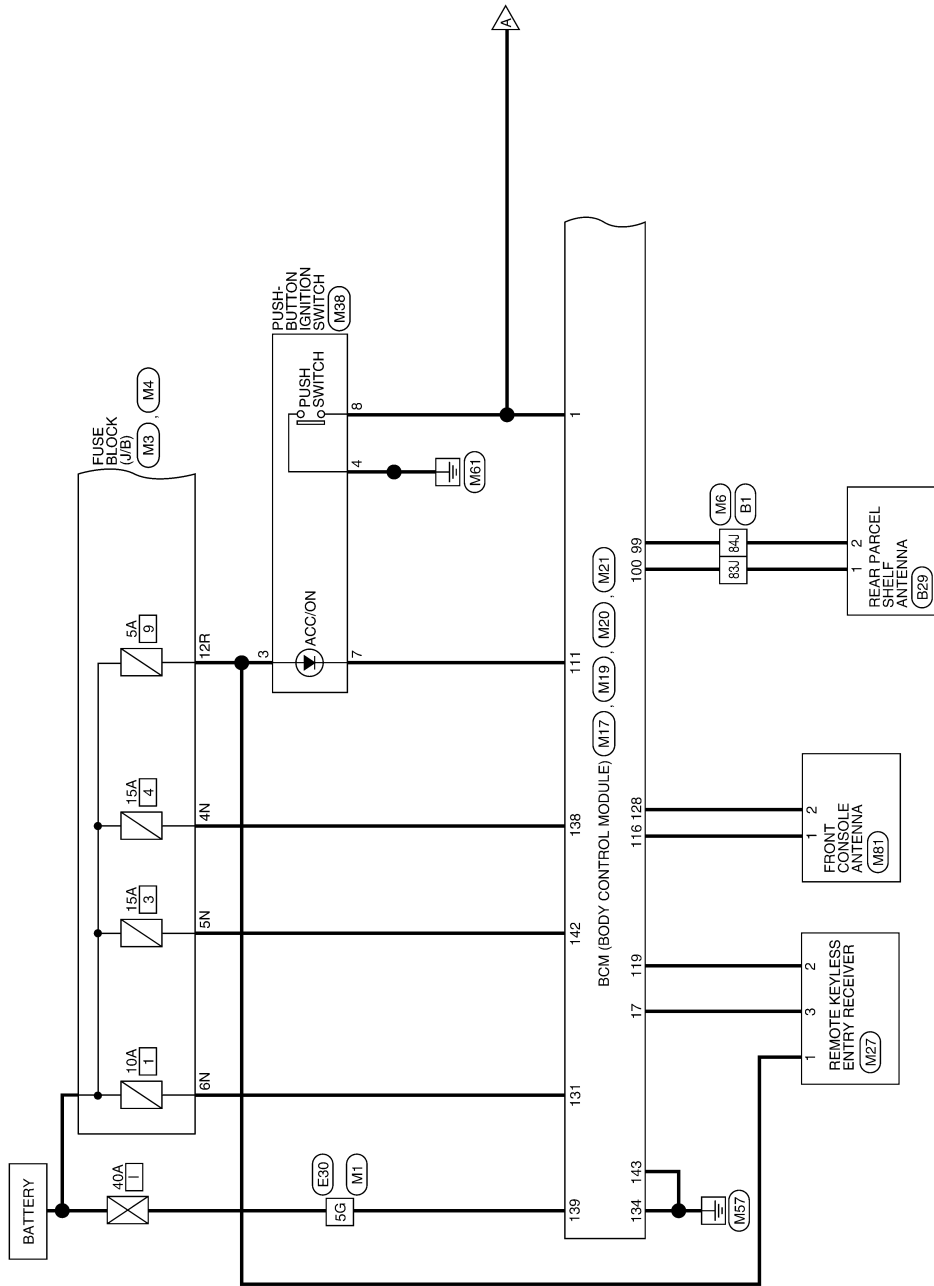 A
PUSH-
BUTTON
IGNITION
SWITCH
M38
FUSE
BLOCK
(J/B)
M3 , M4
PUSH
SWITCH
8
4
M61
1
5A
9
12R
3
ACC/ON
7
111
15A
4
4N
138
15A
3
5N
142
10A
1
6N
131
BATTERY
40A
I
5G
E30
M1
139
BCM (BODY CONTROL MODULE) M17 , M19 , M20 , M21
100
99
83J
84J
M6
B1
1
2
REAR PARCEL
SHELF
ANTENNA
B29
116
128
1
2
FRONT
CONSOLE
ANTENNA
M81
17
119
1
3
2
REMOTE KEYLESS
ENTRY RECEIVER
M27
134
143
M57